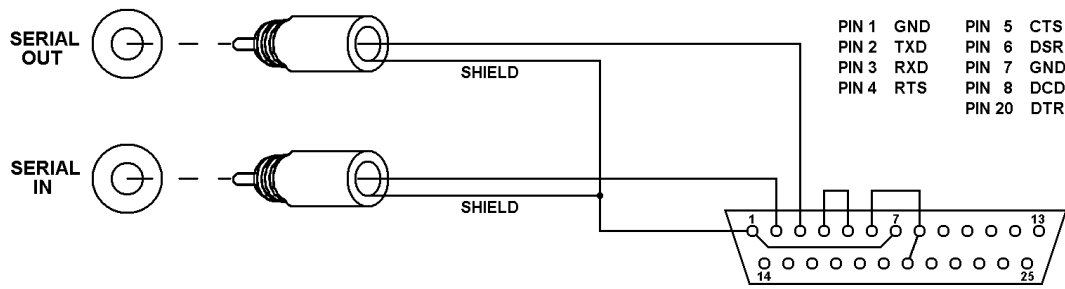 SERIAL
OUT
SHIELD
PIN 1 GND PIN 5 CTS
PIN 2 TXD PIN 6 DSR
PIN 3 RXD PIN 7 GND
PIN 4 RTS PIN 8 DCD
PIN 20 DTR
SERIAL
IN
SHIELD
1 7 13
14 25